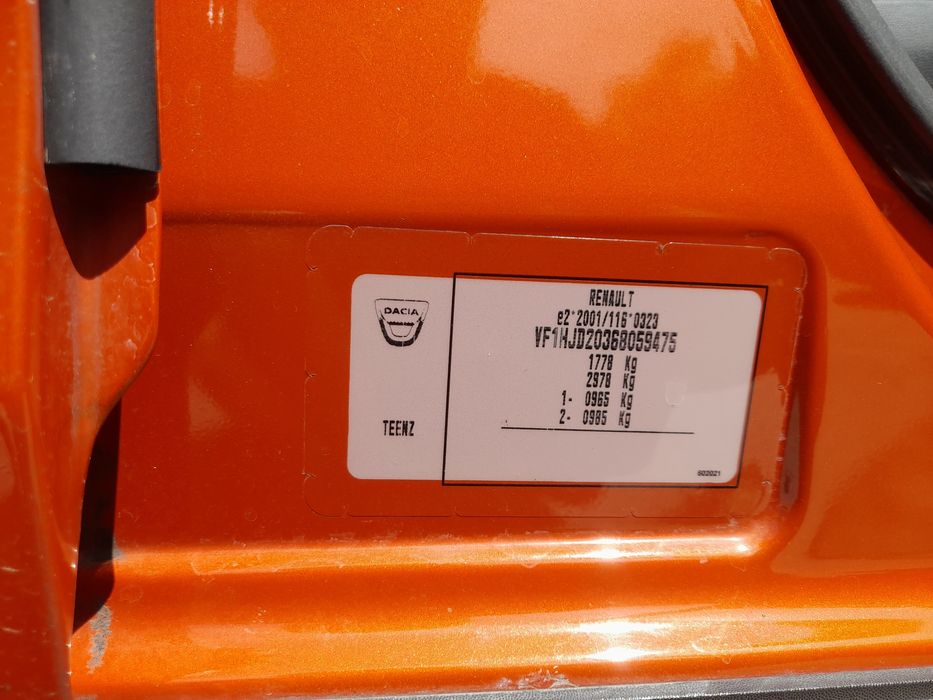 DACIA
TEENZ
RENAULT
e2*2001/116*0323
VF1HJD20368059475
1778 Kg
2978 Kg
1- 0965 Kg
2- 0985 Kg
602021